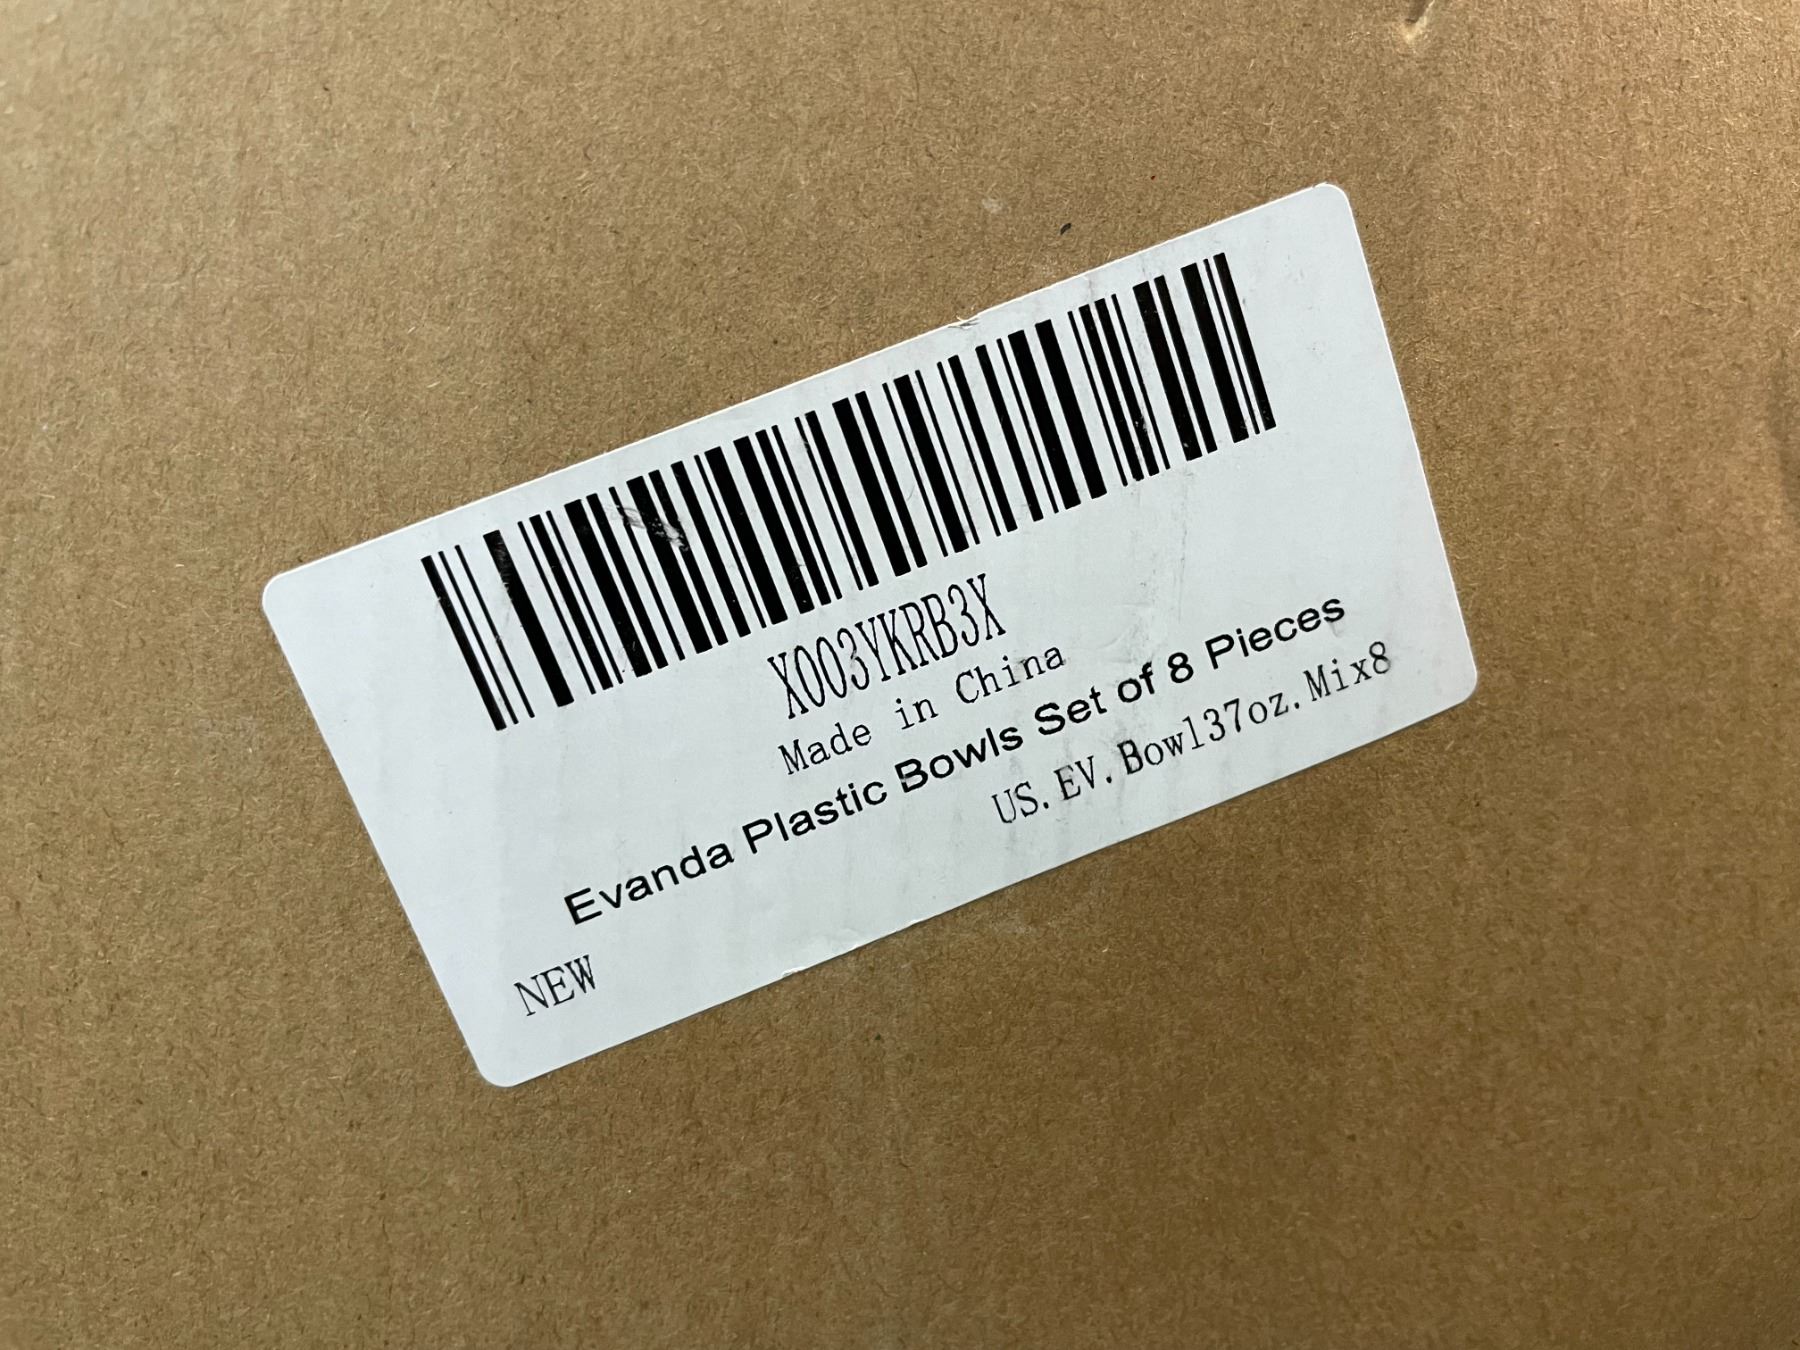 X003YKRB3X
Made in China
Evanda Plastic Bowls Set of 8 Pieces
US. EV. Bowl37oz. Mix8
NEW